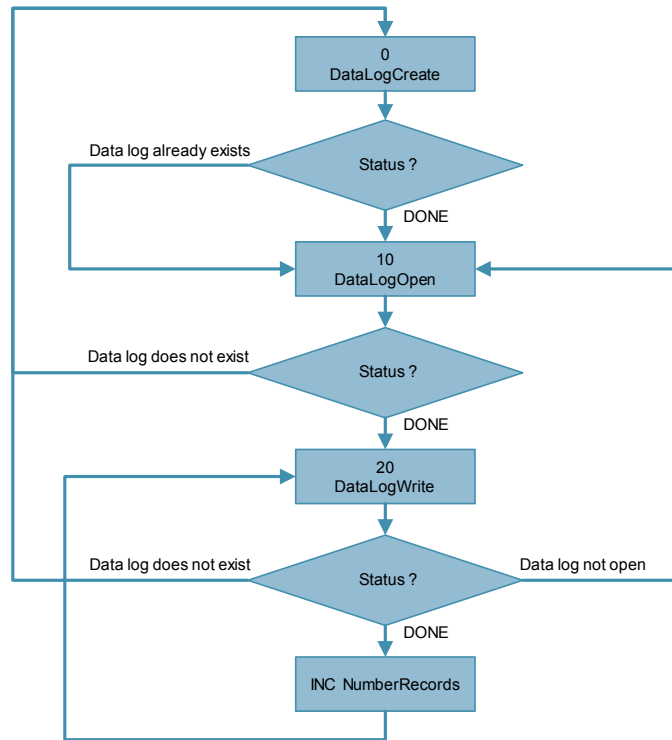 0
DataLogCreate
Data log already exists
Status ?
DONE
10
DataLogOpen
Data log does not exist
Status ?
DONE
20
DataLogWrite
Data log does not exist
Status ?
Data log not open
DONE
INC NumberRecords